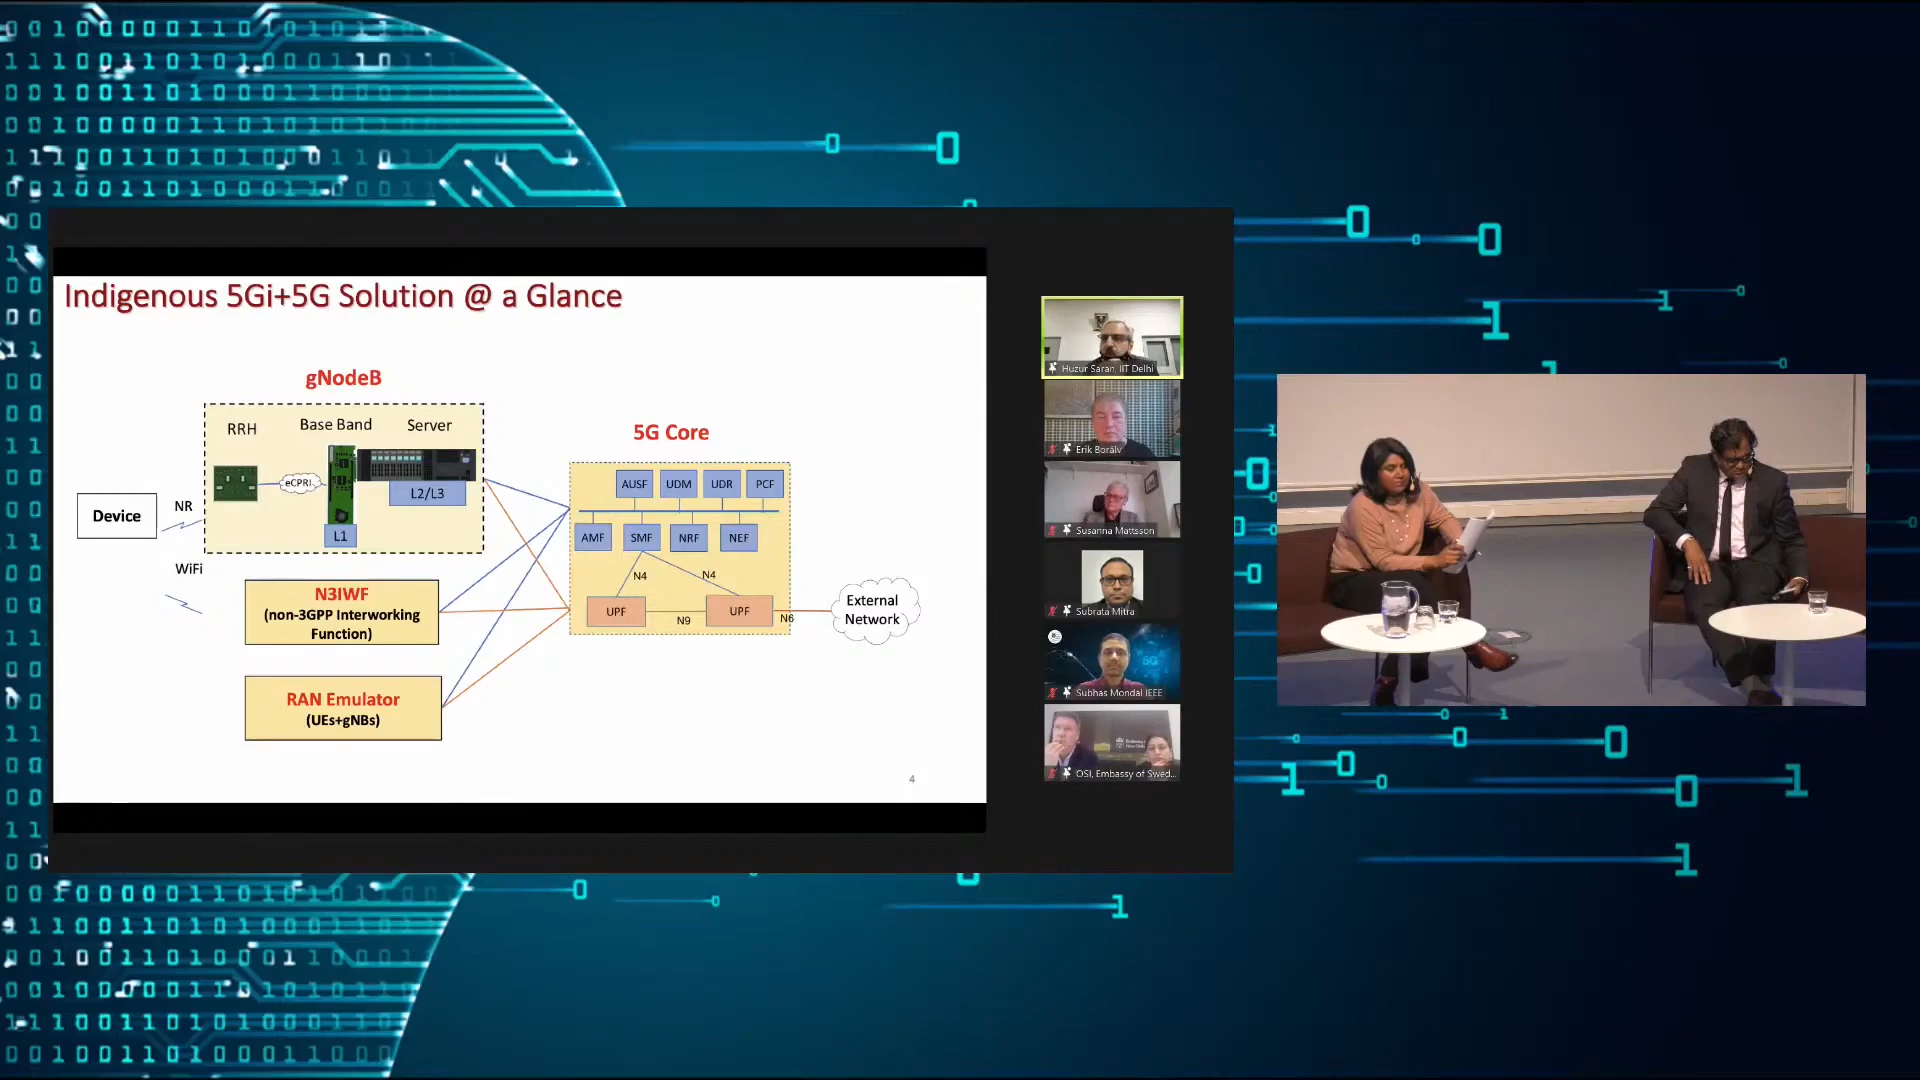 Indigenous 5Gi+5G Solution @ a Glance
gNodeB
RRH
Base Band
Server
eCPRI
L2/L3
L1
Device
NR
WiFi
N3IWF
(non-3GPP Interworking
Function)
RAN Emulator
(UEs+gNBs)
5G Core
AUSF
UDM
UDR
PCF
AMF
SMF
NRF
NEF
N4
N4
UPF
UPF
N9
N6
External
Network
4
Huzur Saran, IIT Delhi
Erik Borälv
Susanna Mattsson
Subrata Mitra
5G
Subhas Mondal IEEE
OSI, Embassy of Swed...